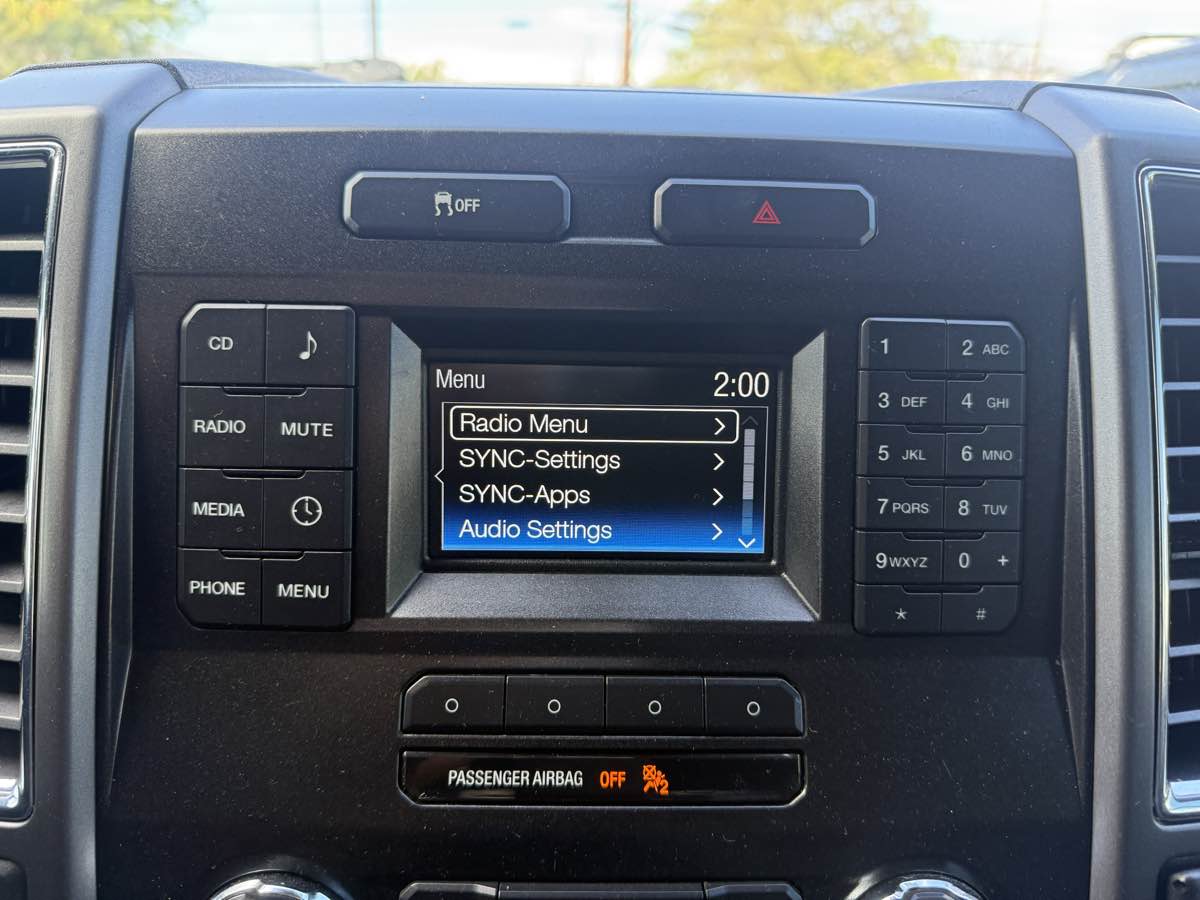 OFF
CD
RADIO MUTE
MEDIA
PHONE MENU
Menu 2:00
Radio Menu >
SYNC-Settings >
SYNC-Apps >
Audio Settings >
1 2 ABC
3 DEF 4 GHI
5 JKL 6 MNO
7 PQRS 8 TUV
9 WXYZ 0 +
* #
PASSENGER AIRBAG OFF 2